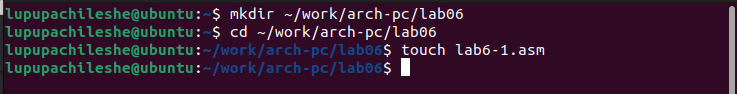 lupupachileshe@ubuntu:~$ mkdir ~/work/arch-pc/lab06
lupupachileshe@ubuntu:~$ cd ~/work/arch-pc/lab06
lupupachileshe@ubuntu:~/work/arch-pc/lab06$ touch lab6-1.asm
lupupachileshe@ubuntu:~/work/arch-pc/lab06$